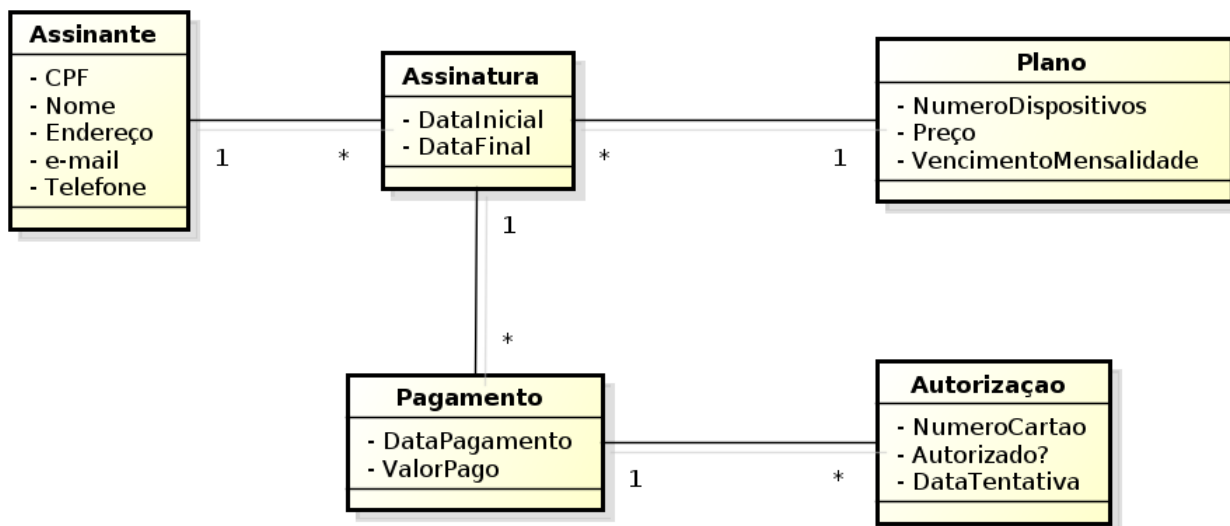 Assinante
- CPF
- Nome
- Endereço
- e-mail
- Telefone
1
*
Assinatura
- DataInicial
- DataFinal
*
1
Plano
- NumeroDispositivos
- Preço
- VencimentoMensalidade
1
*
Pagamento
- DataPagamento
- ValorPago
1
*
Autorizaçao
- NumeroCartao
- Autorizado?
- DataTentativa